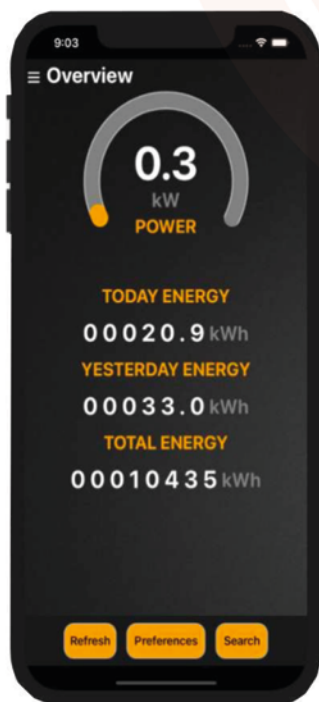 9:03
≡ Overview
0.3
kW
POWER
TODAY ENERGY
00020.9 kWh
YESTERDAY ENERGY
00033.0 kWh
TOTAL ENERGY
00010435 kWh
Refresh Preferences Search